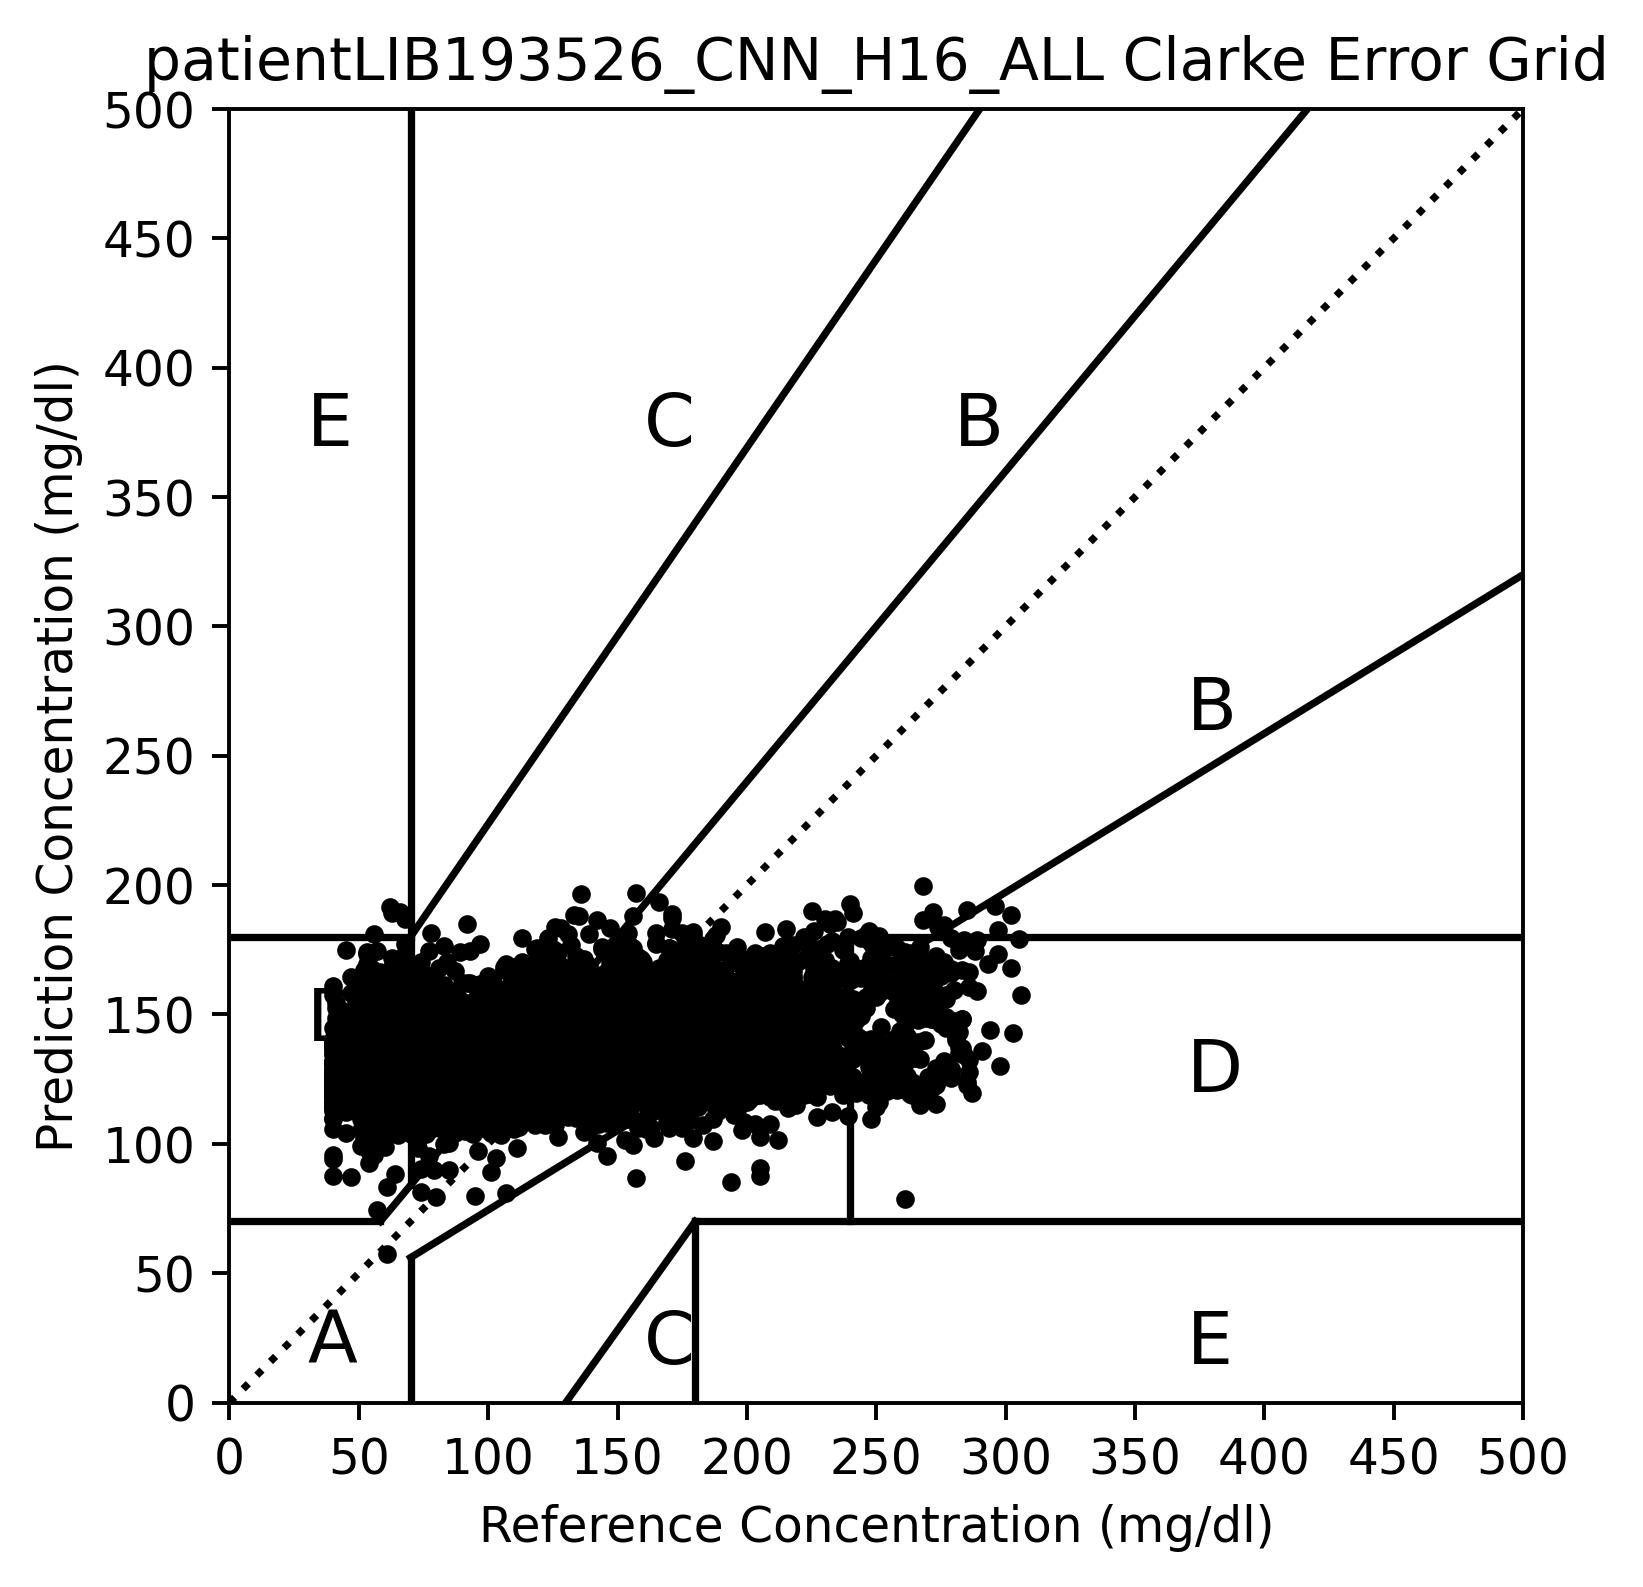 patientLIB193526_CNN_H16_ALL Clarke Error Grid
500
450
400
350
300
250
200
150
100
50
0
Prediction Concentration (mg/dl)
E
C
B
B
D
A
C
E
0 50 100 150 200 250 300 350 400 450 500
Reference Concentration (mg/dl)